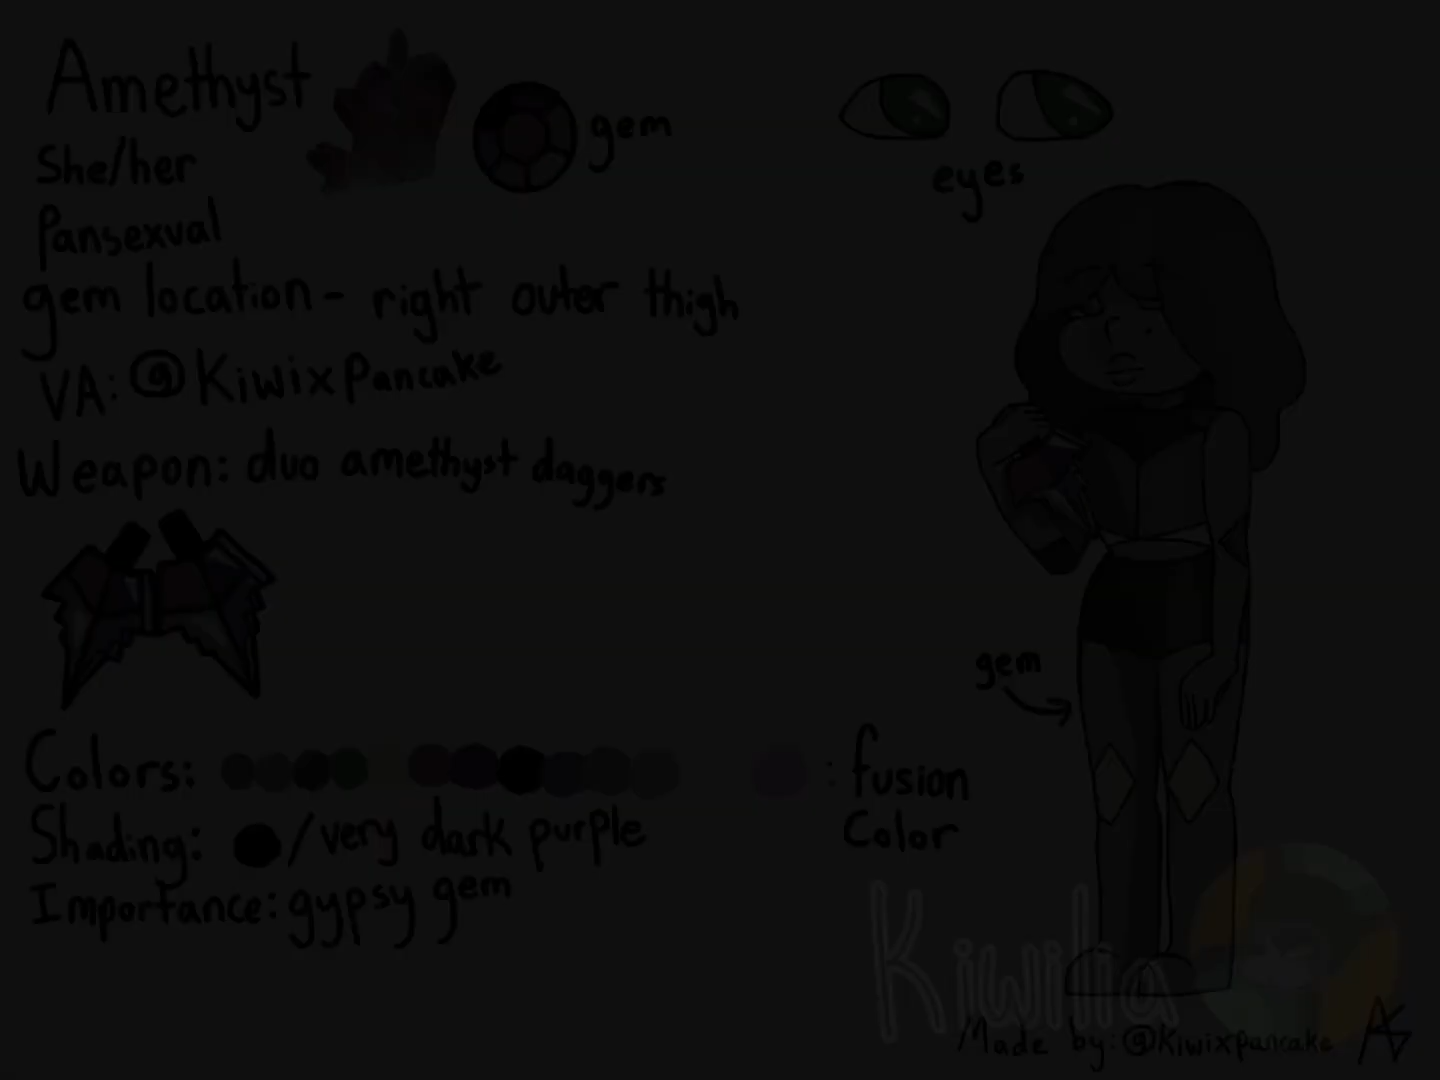 Amethyst
gem
eyes
She/her
Pansexual
gem location - right outer thigh
VA: @KiwixPancake
Weapon: duo amethyst daggers
gem
Colors:
: fusion
Color
Shading: /very dark purple
Importance: gypsy gem
Kiwilla
Made by: @Kiwixpancake